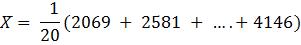 X = 1/20 (2069 + 2581 + ….+ 4146)